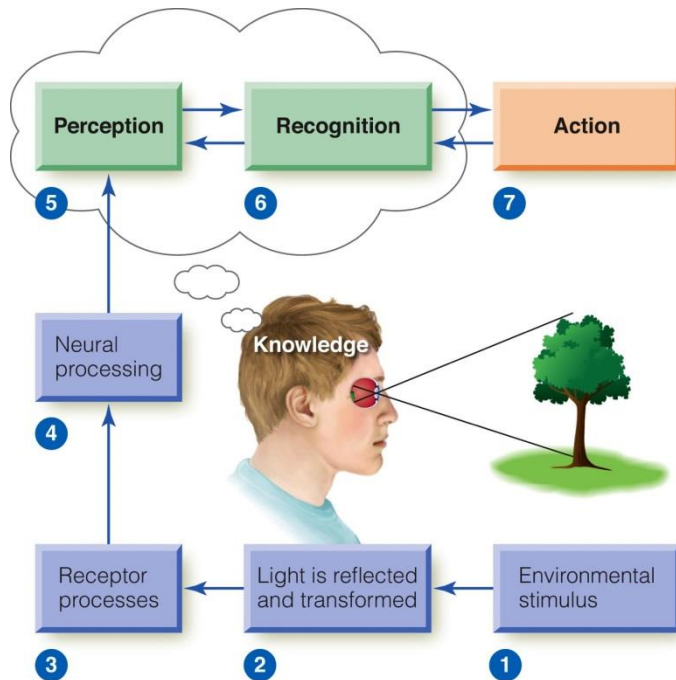 Perception
Recognition
Action
5
6
7
Neural
processing
Knowledge
4
Receptor
processes
Light is reflected
and transformed
Environmental
stimulus
3
2
1